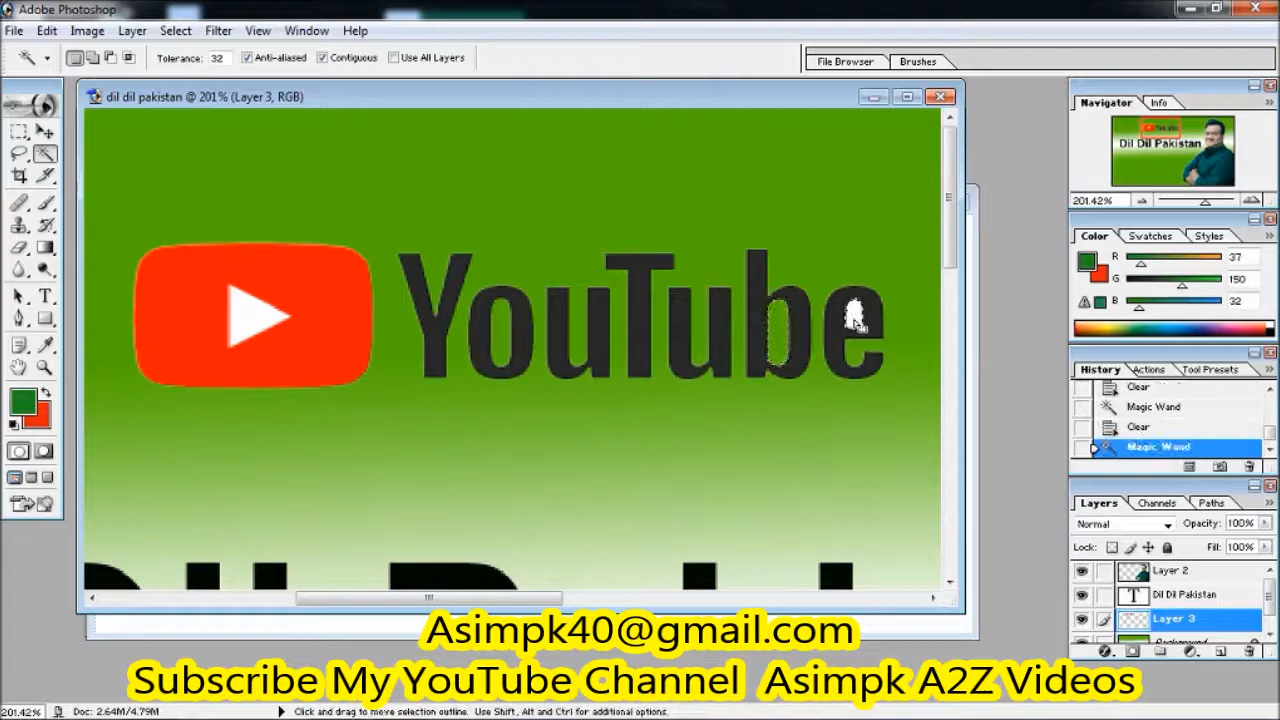 Adobe Photoshop
File Edit Image Layer Select Filter View Window Help
Tolerance: 32 Anti-aliased Contiguous Use All Layers File Browser Brushes
dil dil pakistan @ 201% (Layer 3, RGB)
YouTube
Navigator Info
YouTube
Dil Dil Pakistan
201.42%
Color Swatches Styles
R 37
G 150
B 32
History Actions Tool Presets
Clear
Magic Wand
Clear
Magic Wand
Layers Channels Paths
Normal Opacity: 100%
Lock: Fill: 100%
Layer 2
T Dil Dil Pakistan
Layer 3
Background
Asimpk40@gmail.com
Subscribe My YouTube Channel Asimpk A2Z Videos
201.42% Doc: 2.64M/4.79M Click and drag to move selection outline. Use Shift, Alt and Ctrl for additional options.